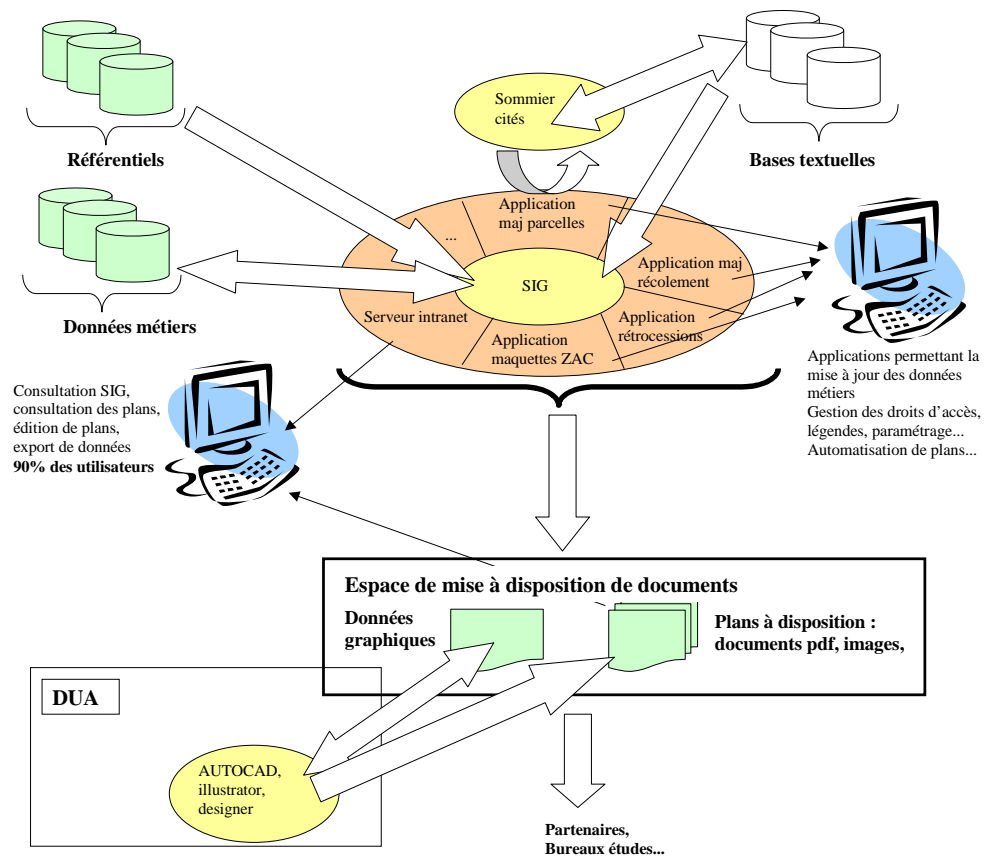 Sommier
cités
Référentiels
Bases textuelles
Application
maj parcelles
...
Application maj
récolement
SIG
Données métiers
Serveur intranet
Application
rétrocessions
Application
maquettes ZAC
Applications permettant la
mise à jour des données
métiers
Gestion des droits d’accès,
légendes, paramétrage...
Automatisation de plans...
Consultation SIG,
consultation des plans,
édition de plans,
export de données
90% des utilisateurs
Espace de mise à disposition de documents
Données
graphiques
Plans à disposition :
documents pdf, images,
DUA
AUTOCAD,
illustrator,
designer
Partenaires,
Bureaux études...